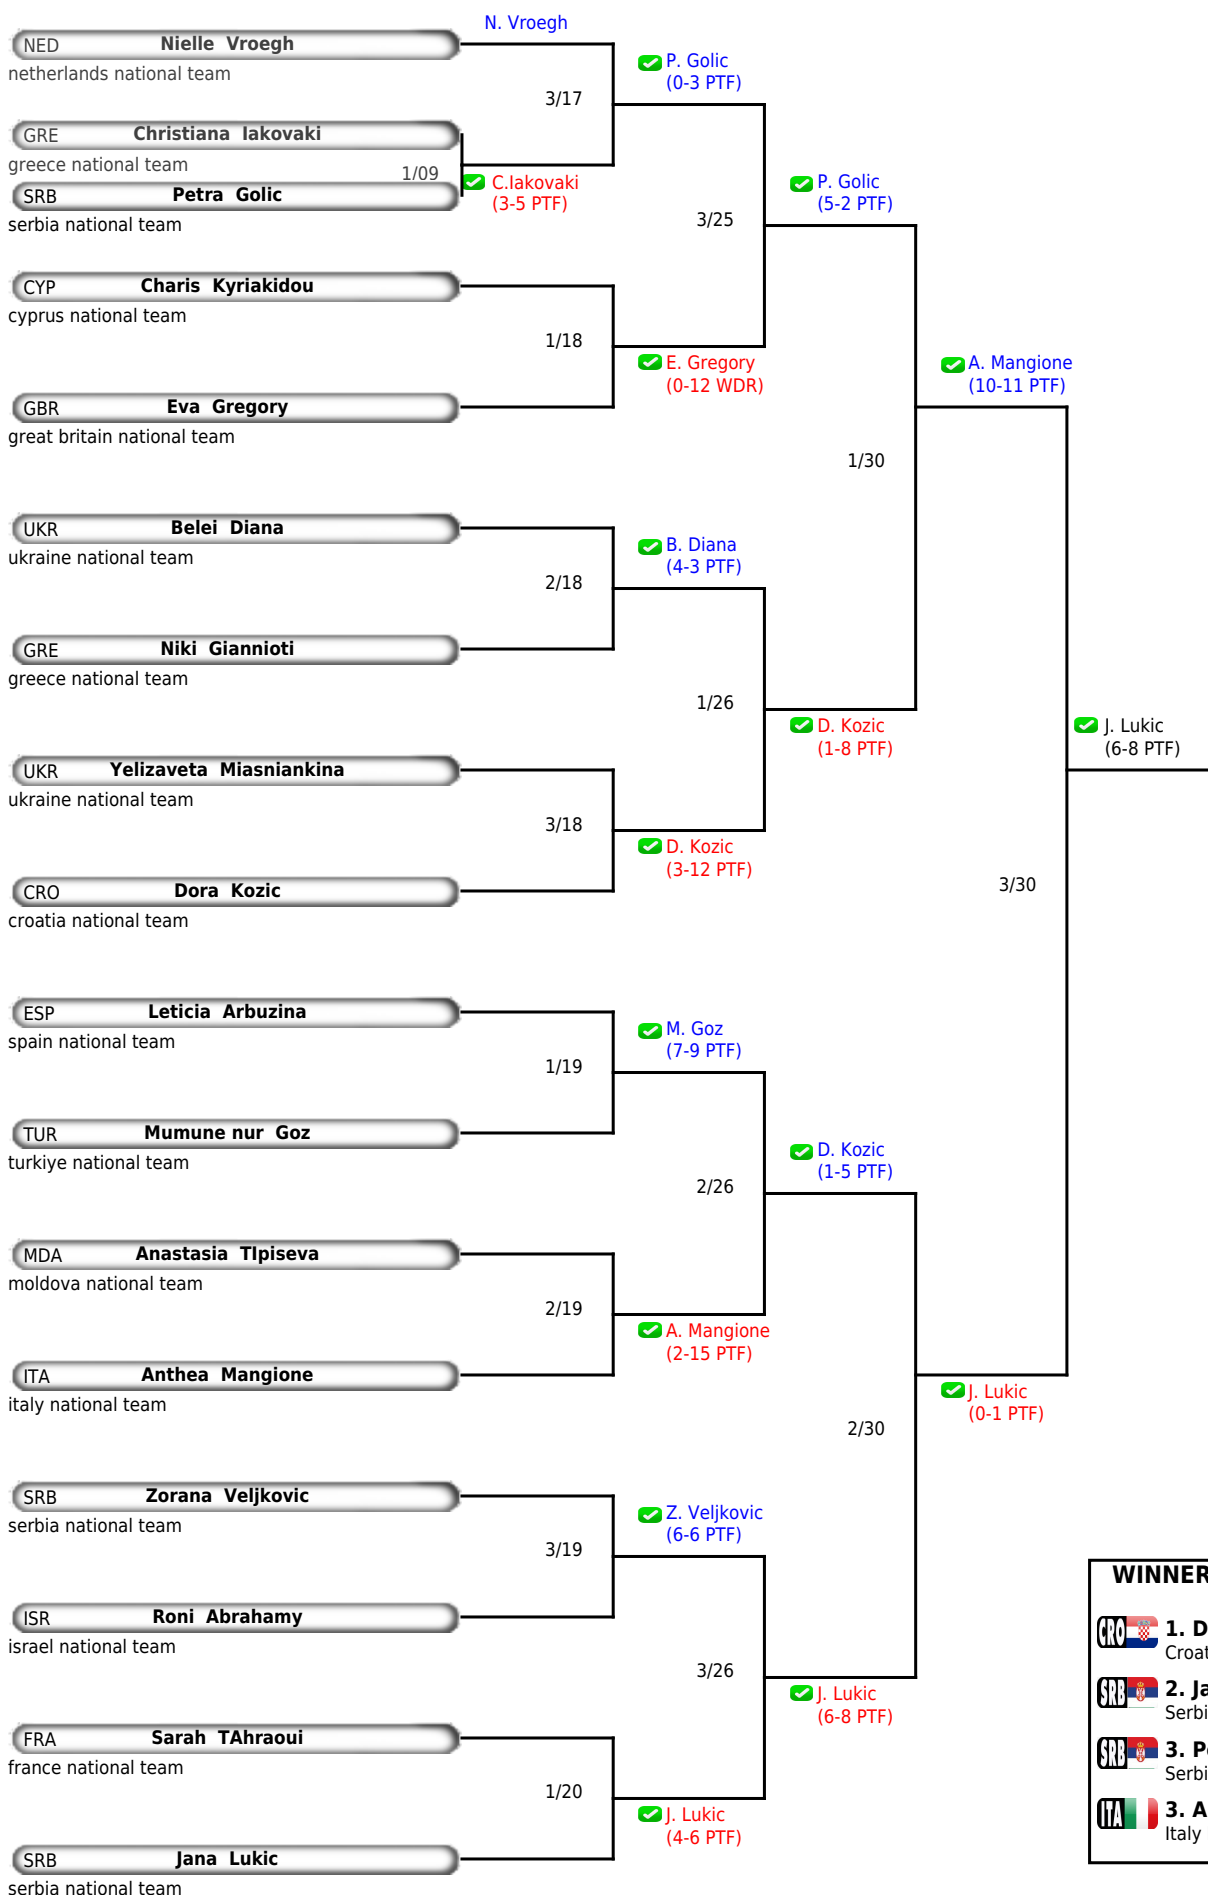 N. Vroegh
NED Nielle Vroegh
netherlands national team
P. Golic
(0-3 PTF)
3/17
GRE Christiana Iakovaki
greece national team
1/09
C.Iakovaki
(3-5 PTF)
SRB Petra Golic
serbia national team
P. Golic
(5-2 PTF)
3/25
CYP Charis Kyriakidou
cyprus national team
1/18
E. Gregory
(0-12 WDR)
A. Mangione
(10-11 PTF)
GBR Eva Gregory
great britain national team
1/30
UKR Belei Diana
ukraine national team
B. Diana
(4-3 PTF)
2/18
GRE Niki Giannioti
greece national team
1/26
D. Kozic
(1-8 PTF)
J. Lukic
(6-8 PTF)
UKR Yelizaveta Miasniankina
ukraine national team
3/18
D. Kozic
(3-12 PTF)
3/30
CRO Dora Kozic
croatia national team
ESP Leticia Arbuzina
spain national team
M. Goz
(7-9 PTF)
1/19
TUR Mumune nur Goz
turkiye national team
D. Kozic
(1-5 PTF)
2/26
MDA Anastasia TIpiseva
moldova national team
2/19
A. Mangione
(2-15 PTF)
ITA Anthea Mangione
italy national team
J. Lukic
(0-1 PTF)
2/30
SRB Zorana Veljkovic
serbia national team
Z. Veljkovic
(6-6 PTF)
3/19
ISR Roni Abrahamy
israel national team
3/26
J. Lukic
(6-8 PTF)
FRA Sarah TAhraoui
france national team
1/20
J. Lukic
(4-6 PTF)
SRB Jana Lukic
serbia national team
WINNER
CRO 1. D
Croat
SRB 2. Ja
Serbi
SRB 3. Pe
Serbi
ITA 3. A
Italy